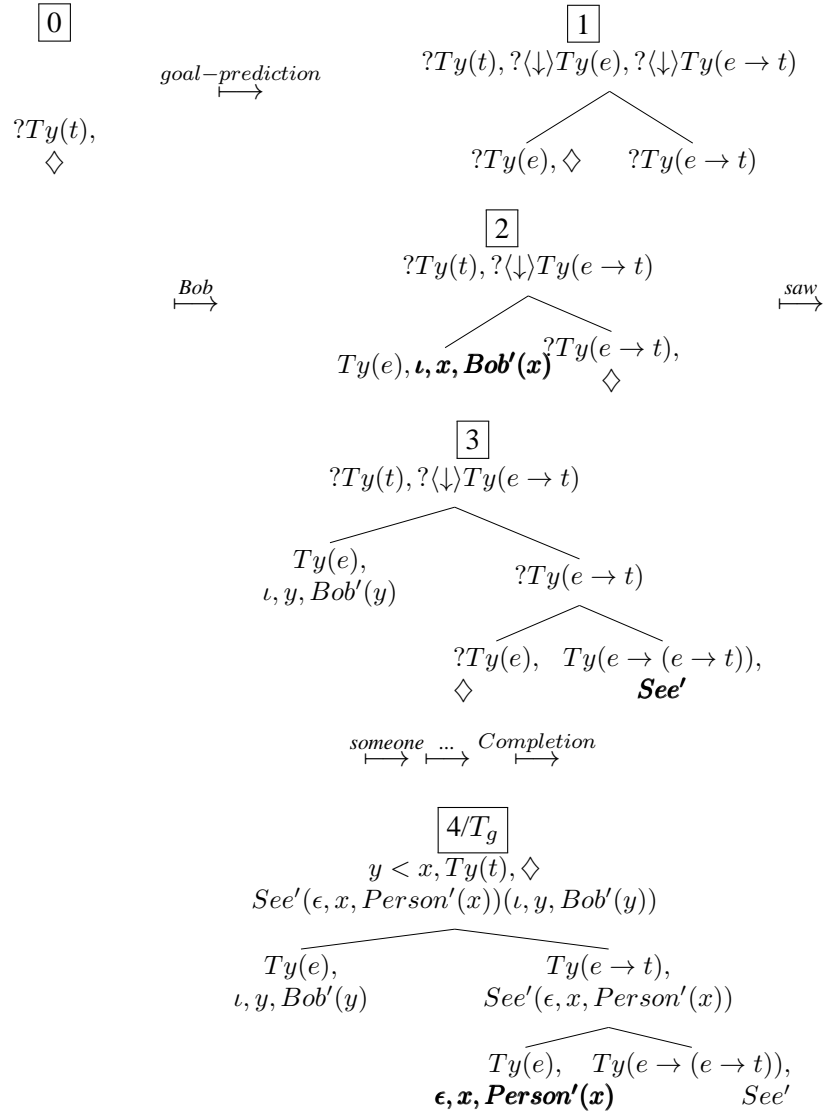 0
1
goal−prediction
?Ty(t),
◇
?Ty(t), ?⟨↓⟩Ty(e), ?⟨↓⟩Ty(e → t)
?Ty(e), ◇ ?Ty(e → t)
2
Bob
?Ty(t), ?⟨↓⟩Ty(e → t)
saw
Ty(e), ι, x, Bob′(x) ?Ty(e → t),
◇
3
?Ty(t), ?⟨↓⟩Ty(e → t)
Ty(e),
ι, y, Bob′(y)
?Ty(e → t)
?Ty(e), Ty(e → (e → t)),
◇ See′
someone ... Completion
4/T_g
y < x, Ty(t), ◇
See′(ϵ, x, Person′(x))(ι, y, Bob′(y))
Ty(e), Ty(e → t),
ι, y, Bob′(y) See′(ϵ, x, Person′(x))
Ty(e), Ty(e → (e → t)),
ϵ, x, Person′(x) See′